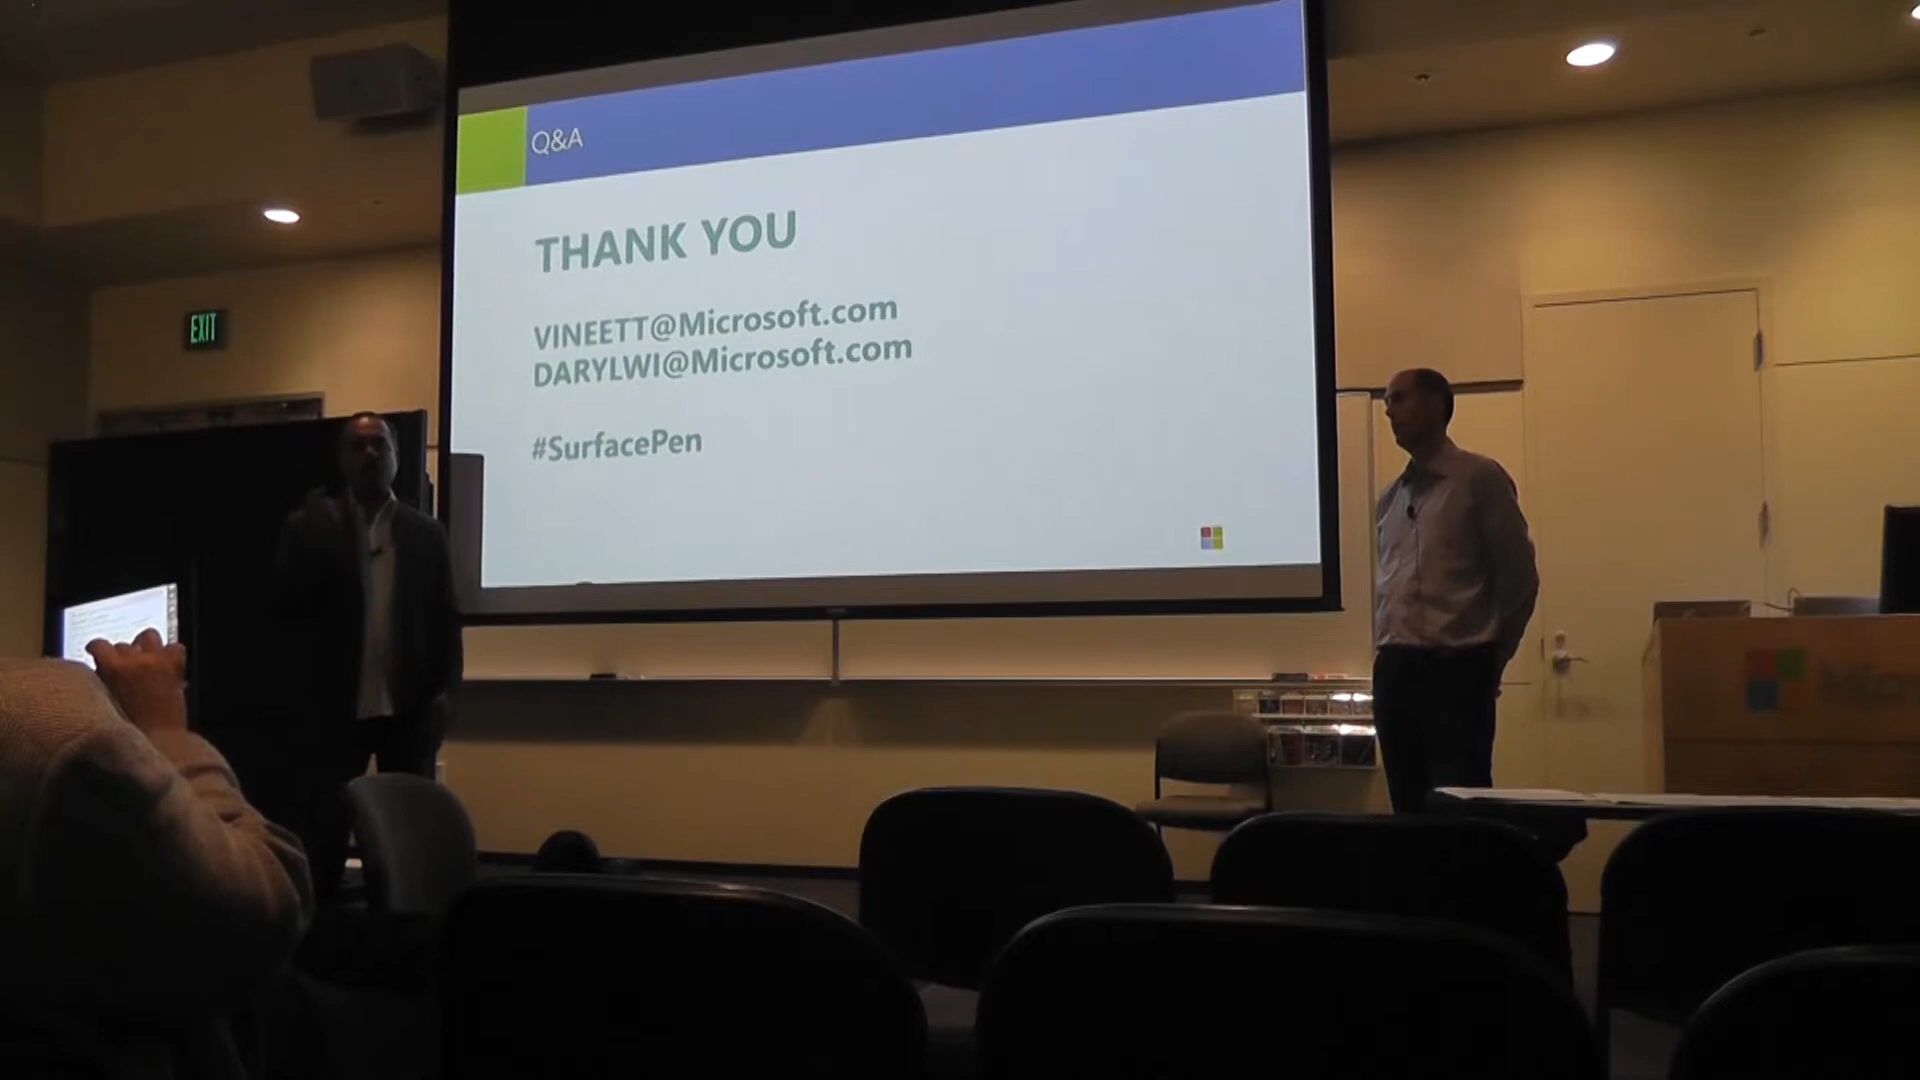 Q&A
THANK YOU
VINEETT@Microsoft.com
DARYLWI@Microsoft.com
#SurfacePen
EXIT